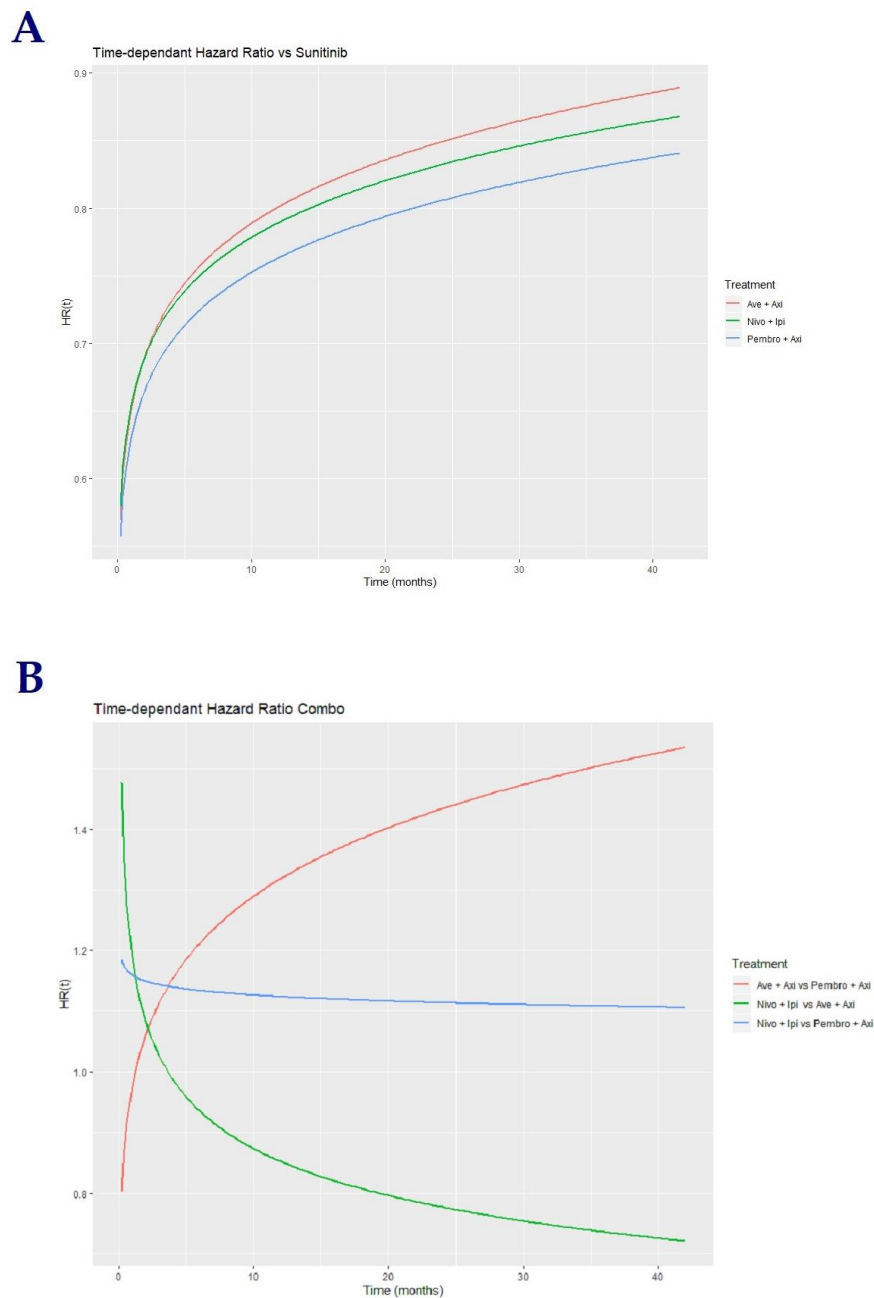 A
Time-dependant Hazard Ratio vs Sunitinib
0.9
0.8
0.7
0.6
HR(t)
0
10
20
30
40
Time (months)
Treatment
Ave + Axi
Nivo + Ipi
Pembro + Axi
B
Time-dependant Hazard Ratio Combo
1.4
1.2
1.0
0.8
HR(t)
0
10
20
30
40
Time (months)
Treatment
Ave + Axi vs Pembro + Axi
Nivo + Ipi vs Ave + Axi
Nivo + Ipi vs Pembro + Axi